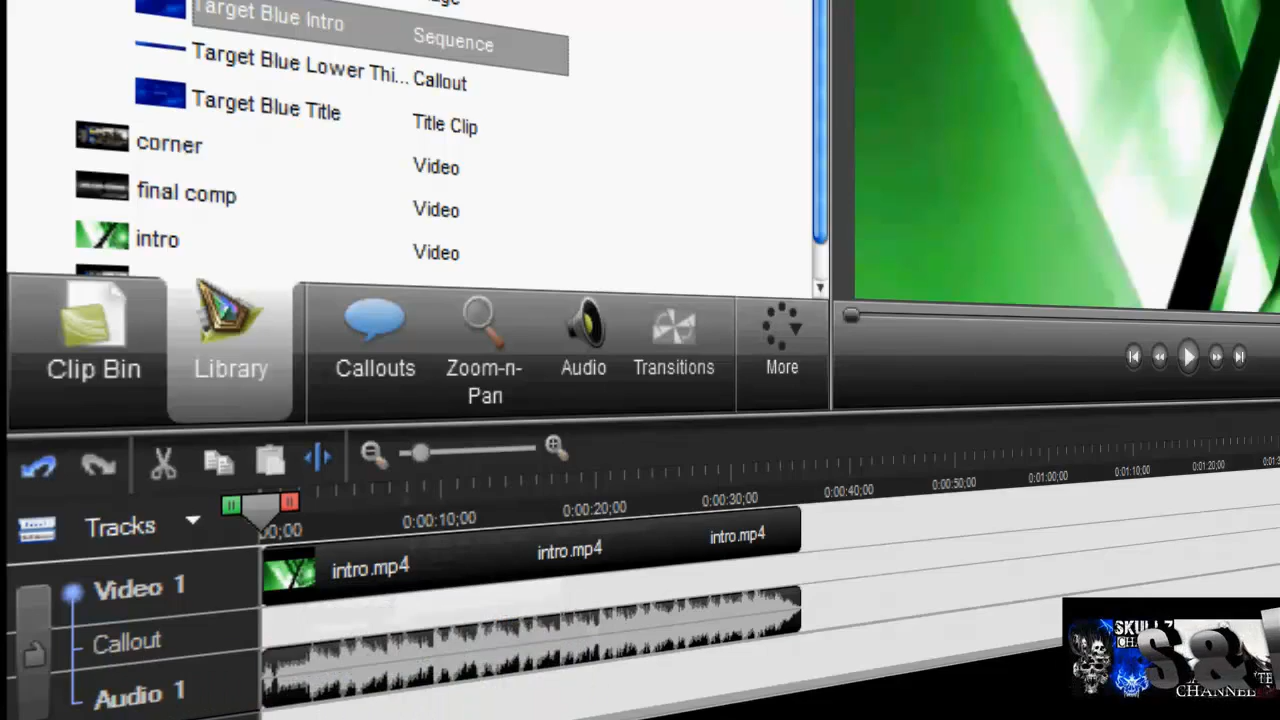 Target Blue Intro Sequence
Target Blue Lower Thi... Callout
Target Blue Title Title Clip
corner Video
final comp Video
intro Video
Clip Bin Library Callouts Zoom-n-Pan Audio Transitions More
Tracks
0:00:10;00 0:00:20;00 0:00:30;00 0:00:40;00 0:00:50;00 0:01:00;00 0:01:10;00 0:01:20;00
intro.mp4 intro.mp4 intro.mp4
Video 1
Callout
Audio 1
SKULLZ
S&
CHANNEL